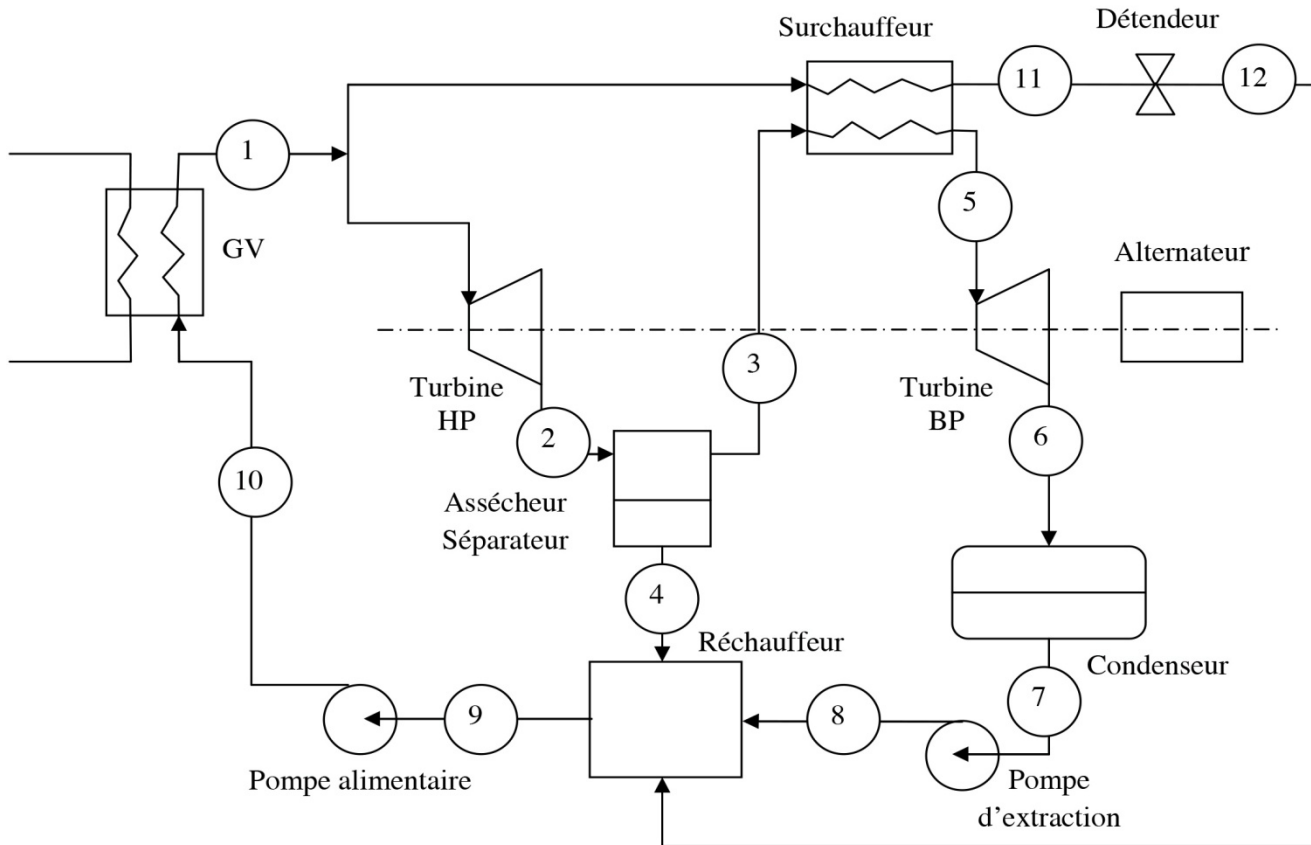 Surchauffeur
Détendeur
11
12
1
5
GV
Alternateur
3
Turbine
HP
Turbine
BP
2
6
10
Assécheur
Séparateur
4
Réchauffeur
Condenseur
9
8
7
Pompe alimentaire
Pompe
d’extraction